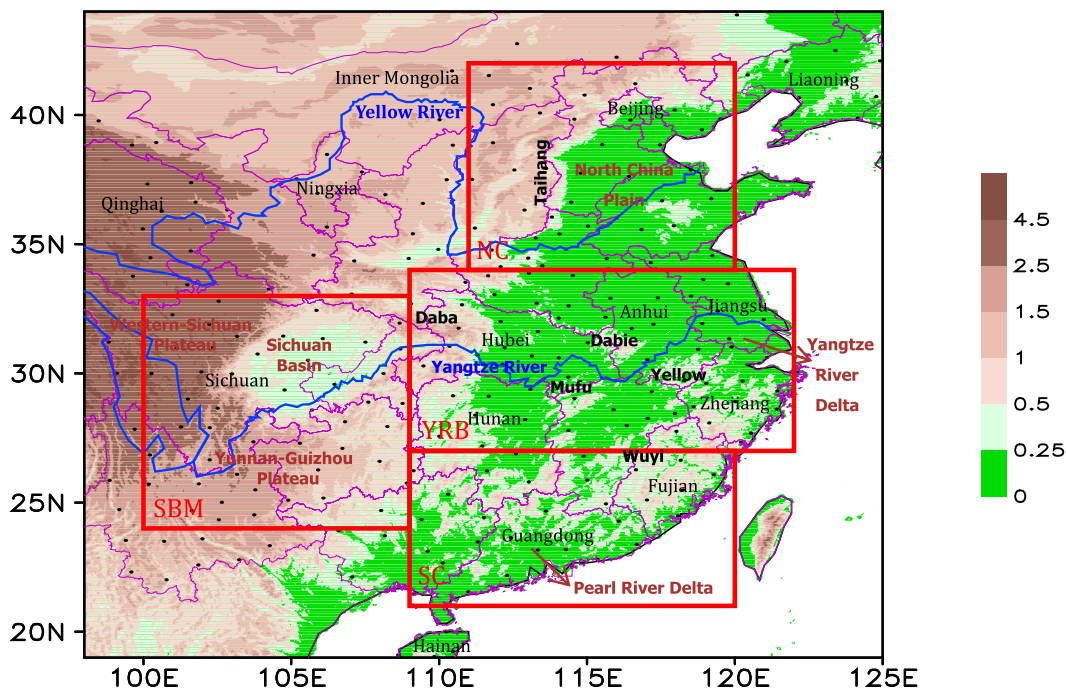 Inner Mongolia
Liaoning
40N
Yellow River
Beijing
Taihang
North China
Plain
Ningxia
Qinghai
35N
NC
4.5
2.5
1.5
1
0.5
0.25
0
Daba
Anhui
Jiangsu
Western-Sichuan
Plateau
Sichuan
Basin
Hubei
Dabie
Yangtze
River
Delta
30N
Sichuan
Yangtze River
Mufu
Yellow
Zhejiang
Hunan
YRB
Yunnan-Guizhou
Plateau
Wuyi
Fujian
25N
SBM
Guangdong
SC
Pearl River Delta
20N
Hainan
100E
105E
110E
115E
120E
125E